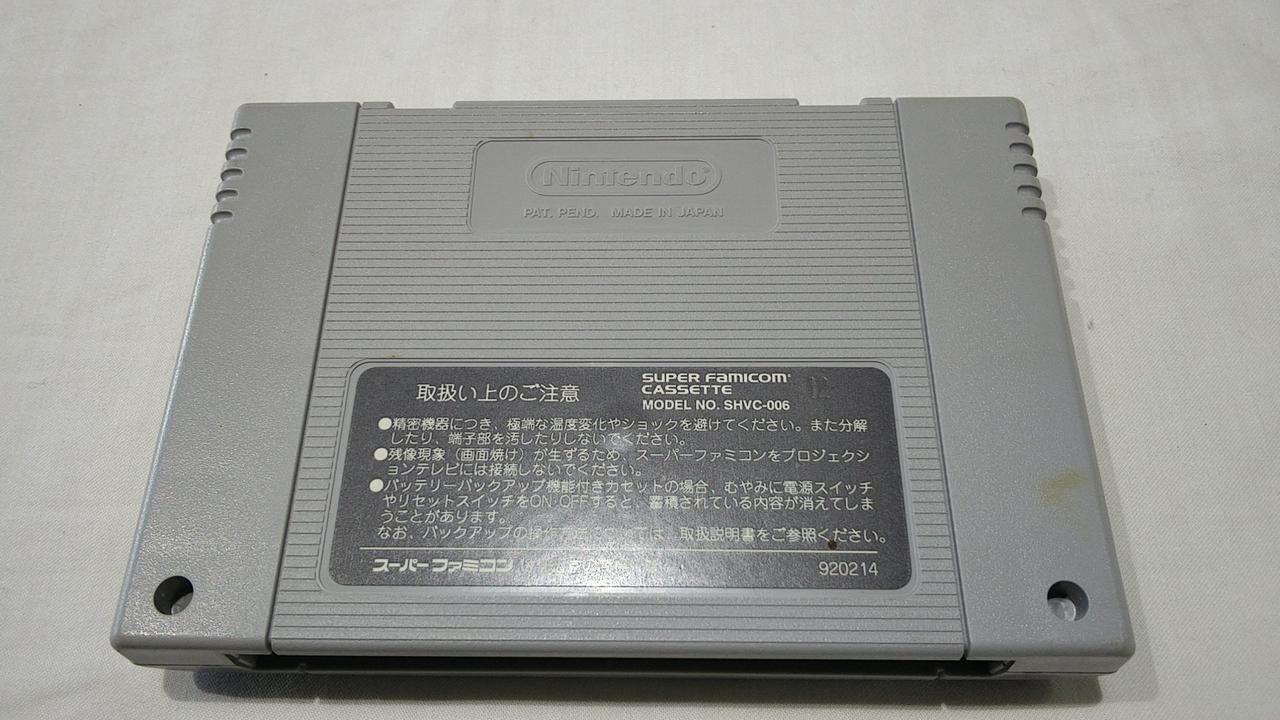 Nintendo®
PAT. PEND. MADE IN JAPAN
取扱い上のご注意
SUPER FAMICOM®
CASSETTE
MODEL NO. SHVC-006
12
●精密機器につき、極端な温度変化やショックを避けてください。また分解
したり、端子部を汚したりしないでください。
●残像現象（画面焼け）が生ずるため、スーパーファミコンをプロジェクシ
ョンテレビには接続しないでください。
●バッテリーバックアップ機能付きカセットの場合、むやみに電源スイッチ
やリセットスイッチをON/OFFすると、蓄積されている内容が消えてしま
うことがあります。
なお、バックアップの操作方法については、取扱説明書をご参照ください。
スーパーファミコン
920214